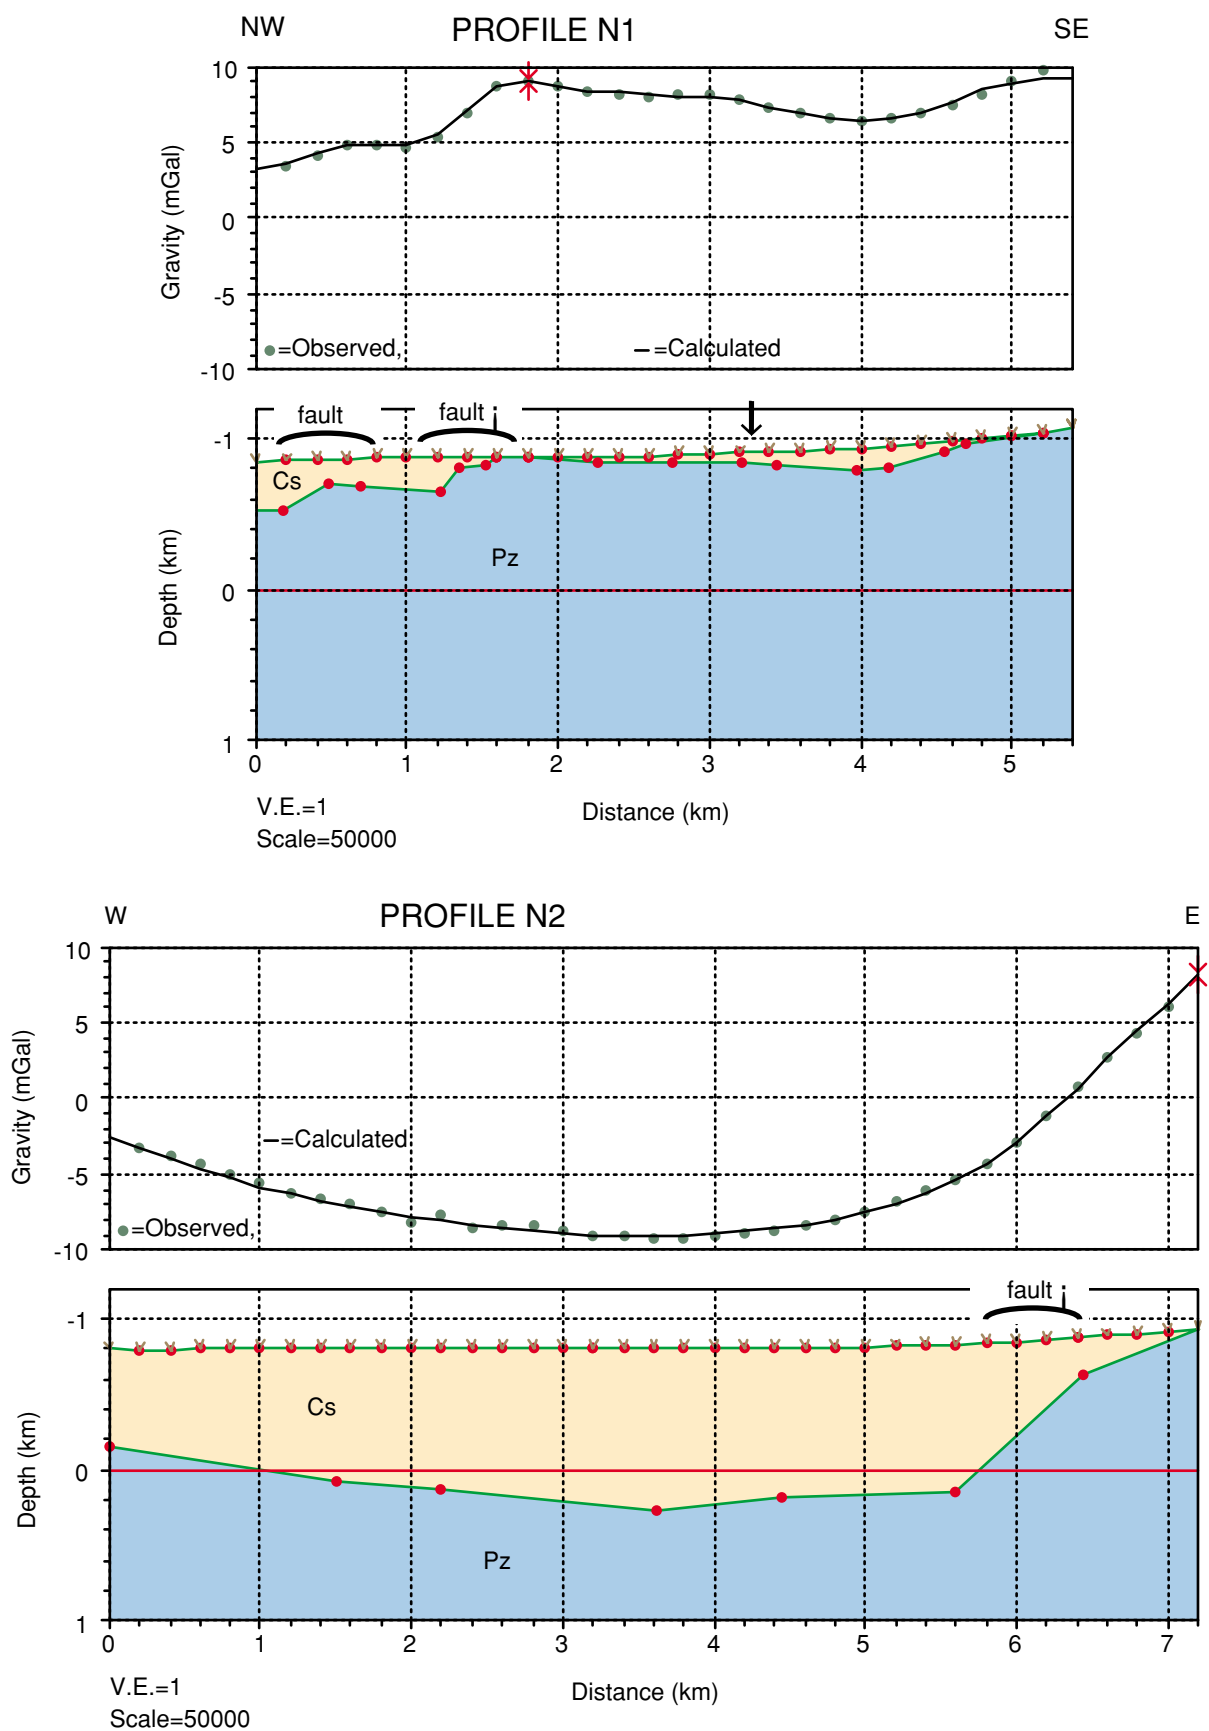 NW PROFILE N1 SE
10
5
0
-5
-10
Gravity (mGal)
=Observed, =Calculated
fault fault j
-1
0
1
Depth (km)
Cs
Pz
0 1 2 3 4 5
V.E.=1 Distance (km)
Scale=50000
W PROFILE N2 E
10
5
0
-5
-10
Gravity (mGal)
=Calculated
=Observed,
fault j
-1
0
1
Depth (km)
Cs
Pz
0 1 2 3 4 5 6 7
V.E.=1 Distance (km)
Scale=50000